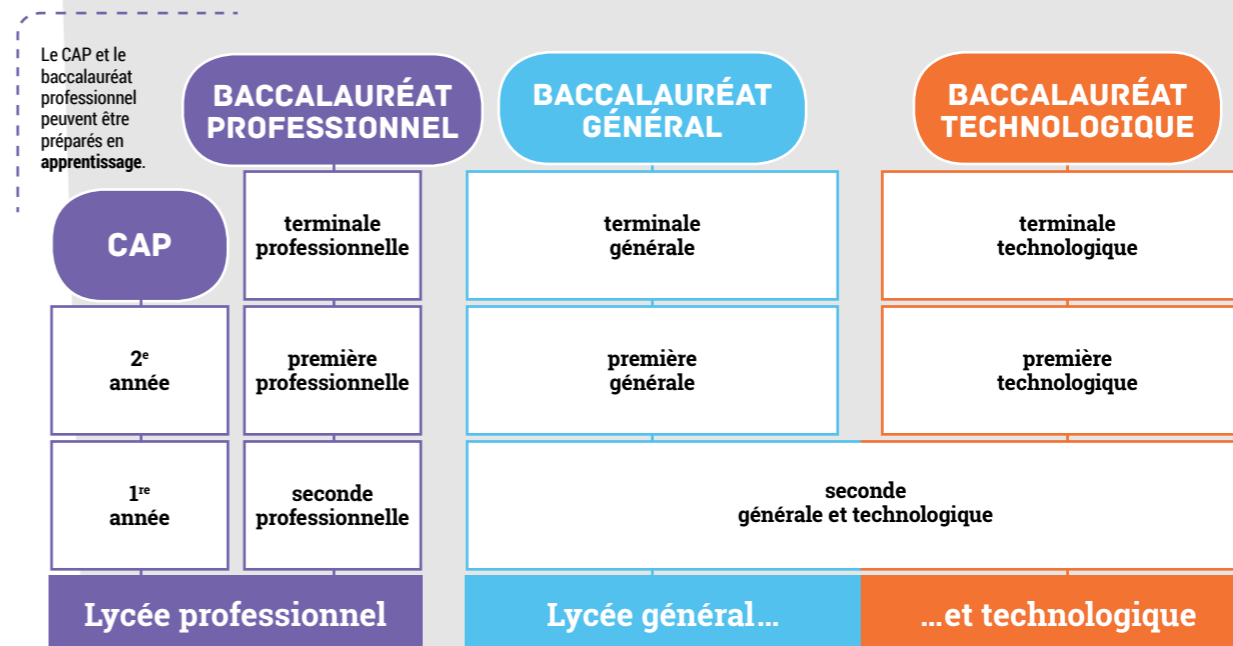 Le CAP et le
baccalauréat
professionnel
peuvent être
préparés en
apprentissage.
BACCALAURÉAT
PROFESSIONNEL
BACCALAURÉAT
GÉNÉRAL
BACCALAURÉAT
TECHNOLOGIQUE
CAP
terminale
professionnelle
terminale
générale
terminale
technologique
2e
année
première
professionnelle
première
générale
première
technologique
1re
année
seconde
professionnelle
seconde
générale et technologique
Lycée professionnel
Lycée général...
...et technologique